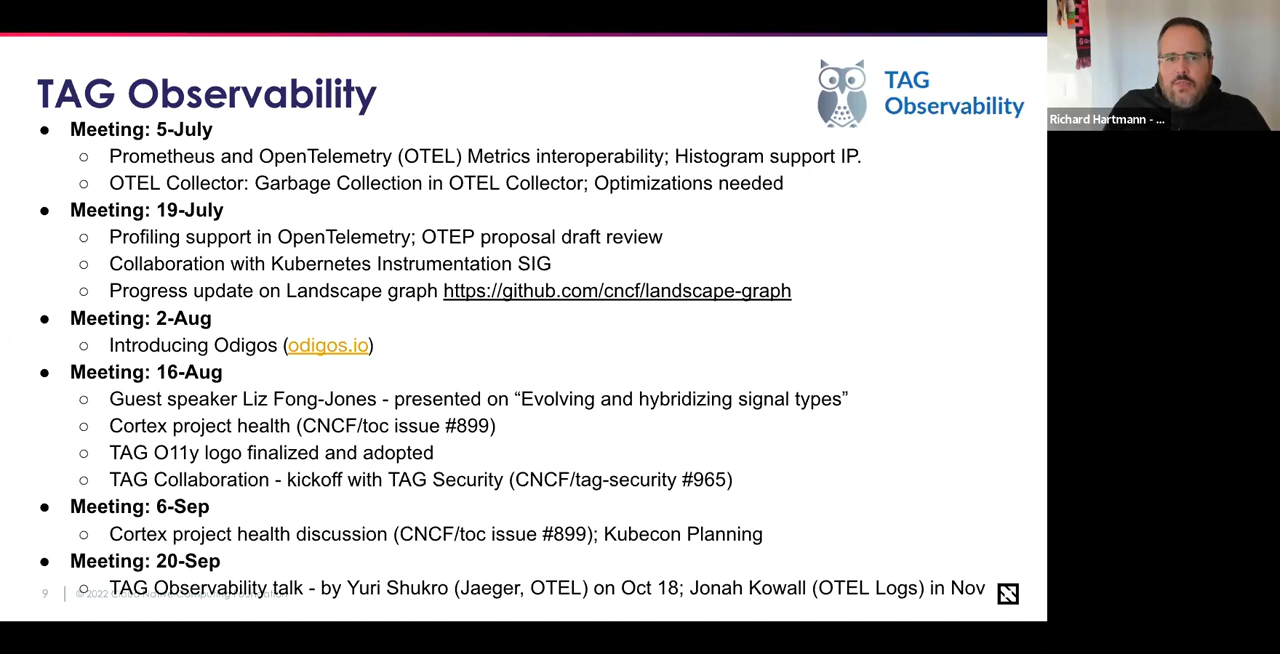 TAG Observability
TAG
Observability
Richard Hartmann - ...
● Meeting: 5-July
○ Prometheus and OpenTelemetry (OTEL) Metrics interoperability; Histogram support IP.
○ OTEL Collector: Garbage Collection in OTEL Collector; Optimizations needed
● Meeting: 19-July
○ Profiling support in OpenTelemetry; OTEP proposal draft review
○ Collaboration with Kubernetes Instrumentation SIG
○ Progress update on Landscape graph https://github.com/cncf/landscape-graph
● Meeting: 2-Aug
○ Introducing Odigos (odigos.io)
● Meeting: 16-Aug
○ Guest speaker Liz Fong-Jones - presented on “Evolving and hybridizing signal types”
○ Cortex project health (CNCF/toc issue #899)
○ TAG O11y logo finalized and adopted
○ TAG Collaboration - kickoff with TAG Security (CNCF/tag-security #965)
● Meeting: 6-Sep
○ Cortex project health discussion (CNCF/toc issue #899); Kubecon Planning
● Meeting: 20-Sep
○ TAG Observability talk - by Yuri Shukro (Jaeger, OTEL) on Oct 18; Jonah Kowall (OTEL Logs) in Nov
9 | © 2022 Cloud Native Computing Foundation